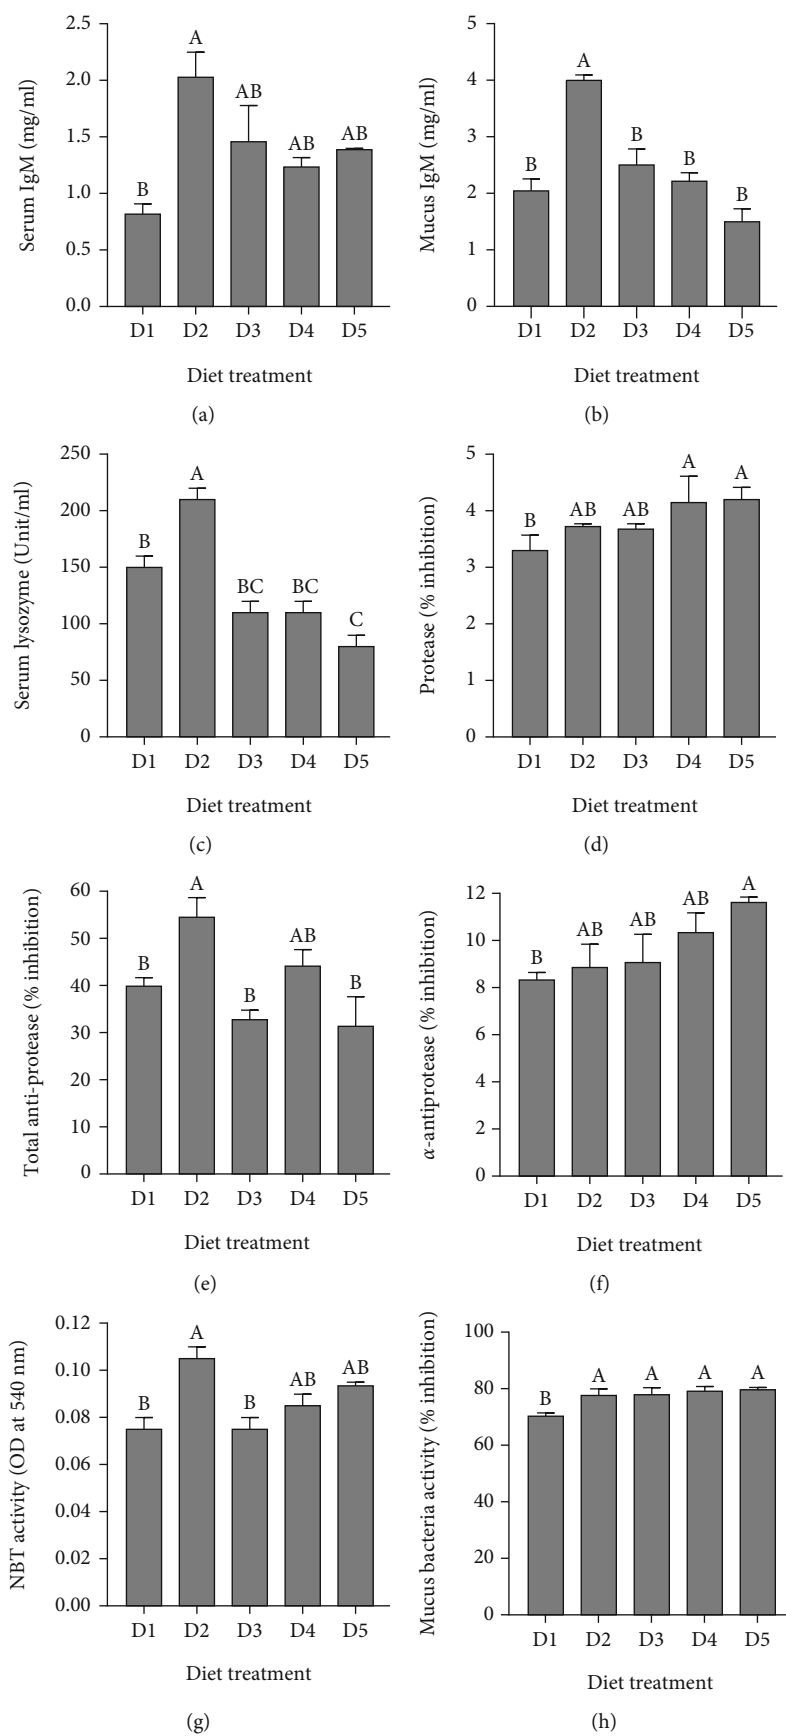 Serum IgM (mg/ml)
2.5
2.0
1.5
1.0
0.5
0.0
B
A
AB
AB
AB
D1 D2 D3 D4 D5
Diet treatment
(a)
Mucus IgM (mg/ml)
5
4
3
2
1
0
B
A
B
B
B
D1 D2 D3 D4 D5
Diet treatment
(b)
Serum lysozyme (Unit/ml)
250
200
150
100
50
0
B
A
BC
BC
C
D1 D2 D3 D4 D5
Diet treatment
(c)
Protease (% inhibition)
5
4
3
2
1
0
B
AB
AB
A
A
D1 D2 D3 D4 D5
Diet treatment
(d)
Total anti-protease (% inhibition)
60
50
40
30
20
10
0
B
A
B
AB
B
D1 D2 D3 D4 D5
Diet treatment
(e)
α-antiprotease (% inhibition)
12
10
8
6
4
2
0
B
AB
AB
AB
A
D1 D2 D3 D4 D5
Diet treatment
(f)
NBT activity (OD at 540 nm)
0.12
0.10
0.08
0.06
0.04
0.02
0.00
B
A
B
AB
AB
D1 D2 D3 D4 D5
Diet treatment
(g)
Mucus bacteria activity (% inhibition)
100
80
60
40
20
0
B
A
A
A
A
D1 D2 D3 D4 D5
Diet treatment
(h)